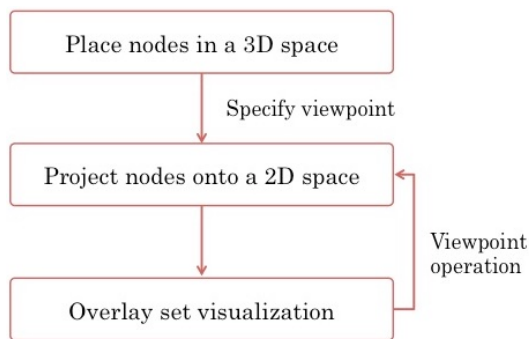 Place nodes in a 3D space
Specify viewpoint
Project nodes onto a 2D space
Viewpoint
operation
Overlay set visualization